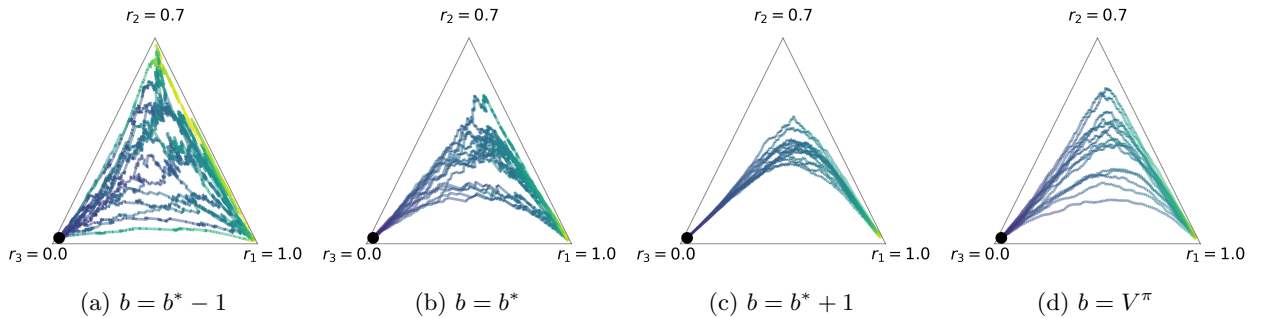 r₂ = 0.7 r₂ = 0.7 r₂ = 0.7 r₂ = 0.7
r₃ = 0.0 r₁ = 1.0 r₃ = 0.0 r₁ = 1.0 r₃ = 0.0 r₁ = 1.0 r₃ = 0.0 r₁ = 1.0
(a) b = b* − 1 (b) b = b* (c) b = b* + 1 (d) b = V^π